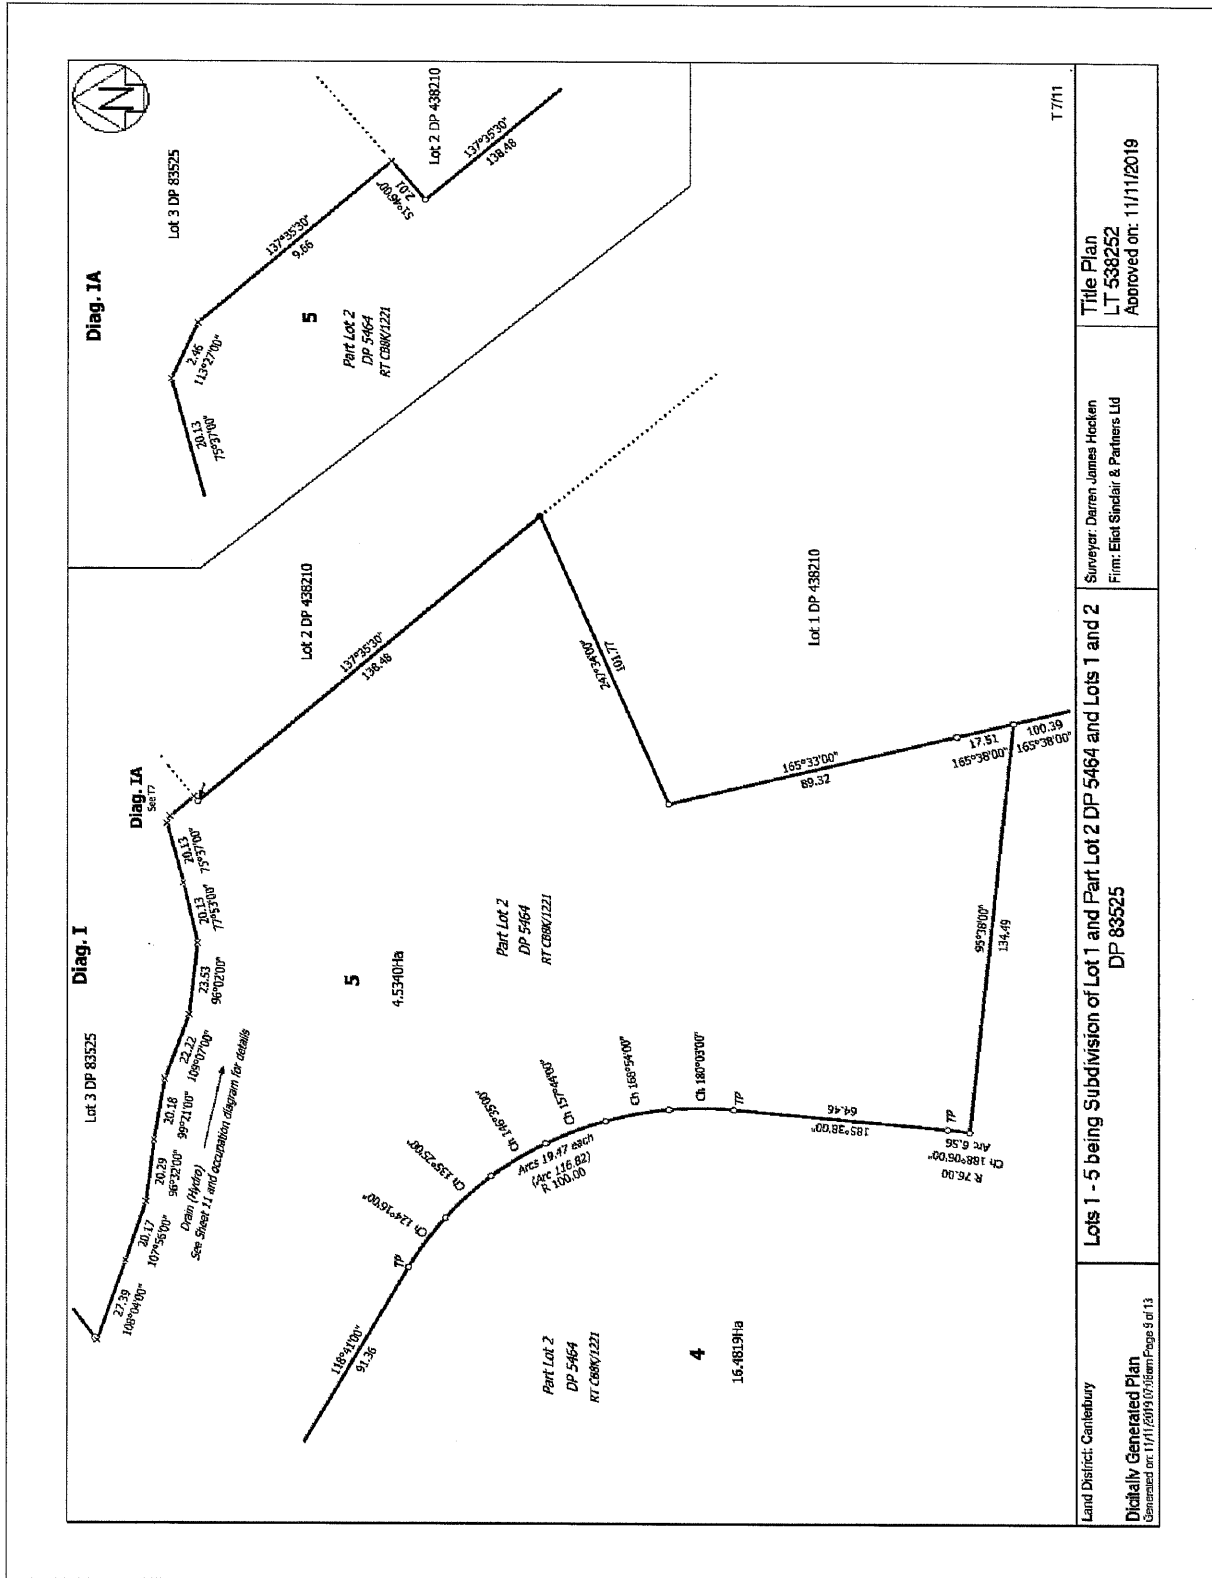 Diag. I
Lot 3 DP 83525
27.39
108°04'00"
20.17
107°56'00"
20.29
96°32'00"
20.18
99°21'00"
22.22
109°07'00"
23.53
96°02'00"
20.13
77°53'00"
20.13
75°37'00"
Drain (Hydro)
See Sheet 11 and occupation diagram for details
Diag. IA
See T7
137°35'30"
138.48
Lot 2 DP 438210
247°34'00"
101.77
Lot 1 DP 438210
165°33'00"
89.32
17.51
165°38'00"
100.39
165°38'00"
95°38'00"
134.49
5
4.5340Ha
Part Lot 2
DP 5464
RT CB8K/1221
118°41'00"
91.36
TP
Ch 124°16'00"
Ch 135°25'00"
Ch 146°35'00"
Ch 157°44'00"
Ch 168°54'00"
Ch 180°03'00"
Arcs 19.47 each
(Arc 116.82)
R 100.00
TP
185°38'00"
64.46
TP
R 76.00
Ch 188°06'00"
Arc 6.56
Part Lot 2
DP 5464
RT CB8K/1221
4
16.4819Ha
Diag. IA
Lot 3 DP 83525
20.13
75°37'00"
2.46
113°27'00"
137°35'30"
9.66
51°46'00"
2.01
Lot 2 DP 438210
137°35'30"
138.48
5
Part Lot 2
DP 5464
RT CB8K/1221
N
T 7/11
Land District: Canterbury
Digitally Generated Plan
Generated on: 11/11/2019 07:08am Page 9 of 13
Lots 1 - 5 being Subdivision of Lot 1 and Part Lot 2 DP 5464 and Lots 1 and 2
DP 83525
Surveyor: Darren James Hocken
Firm: Eliot Sinclair & Partners Ltd
Title Plan
LT 538252
Approved on: 11/11/2019